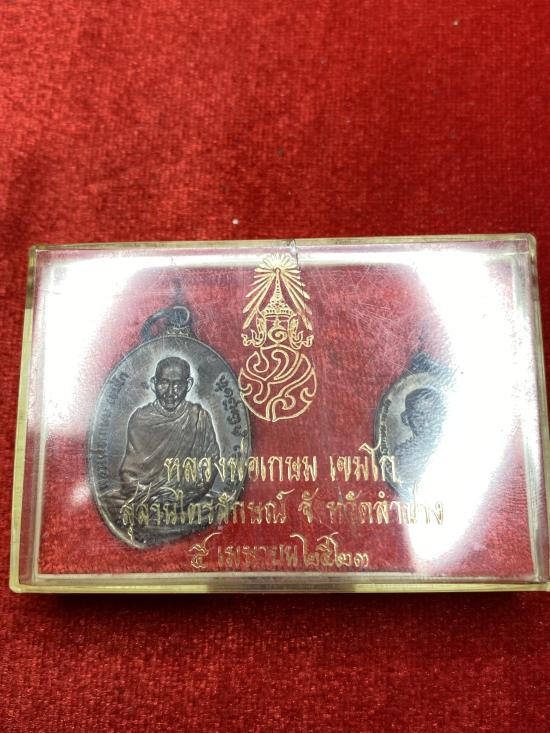 หลวงพ่อเกษม เขมโก
สุสานไตรลักษณ์ จังหวัดลำปาง
๕ เมษายน ๒๕๒๓